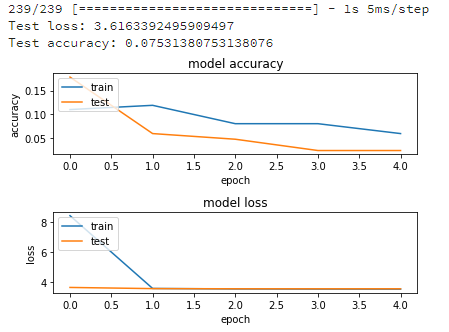 239/239 [==============================] - 1s 5ms/step
Test loss: 3.6163392495909497
Test accuracy: 0.07531380753138076
model accuracy
train
test
0.15
0.10
0.05
accuracy
0.0 0.5 1.0 1.5 2.0 2.5 3.0 3.5 4.0
epoch
model loss
train
test
8
6
4
loss
0.0 0.5 1.0 1.5 2.0 2.5 3.0 3.5 4.0
epoch